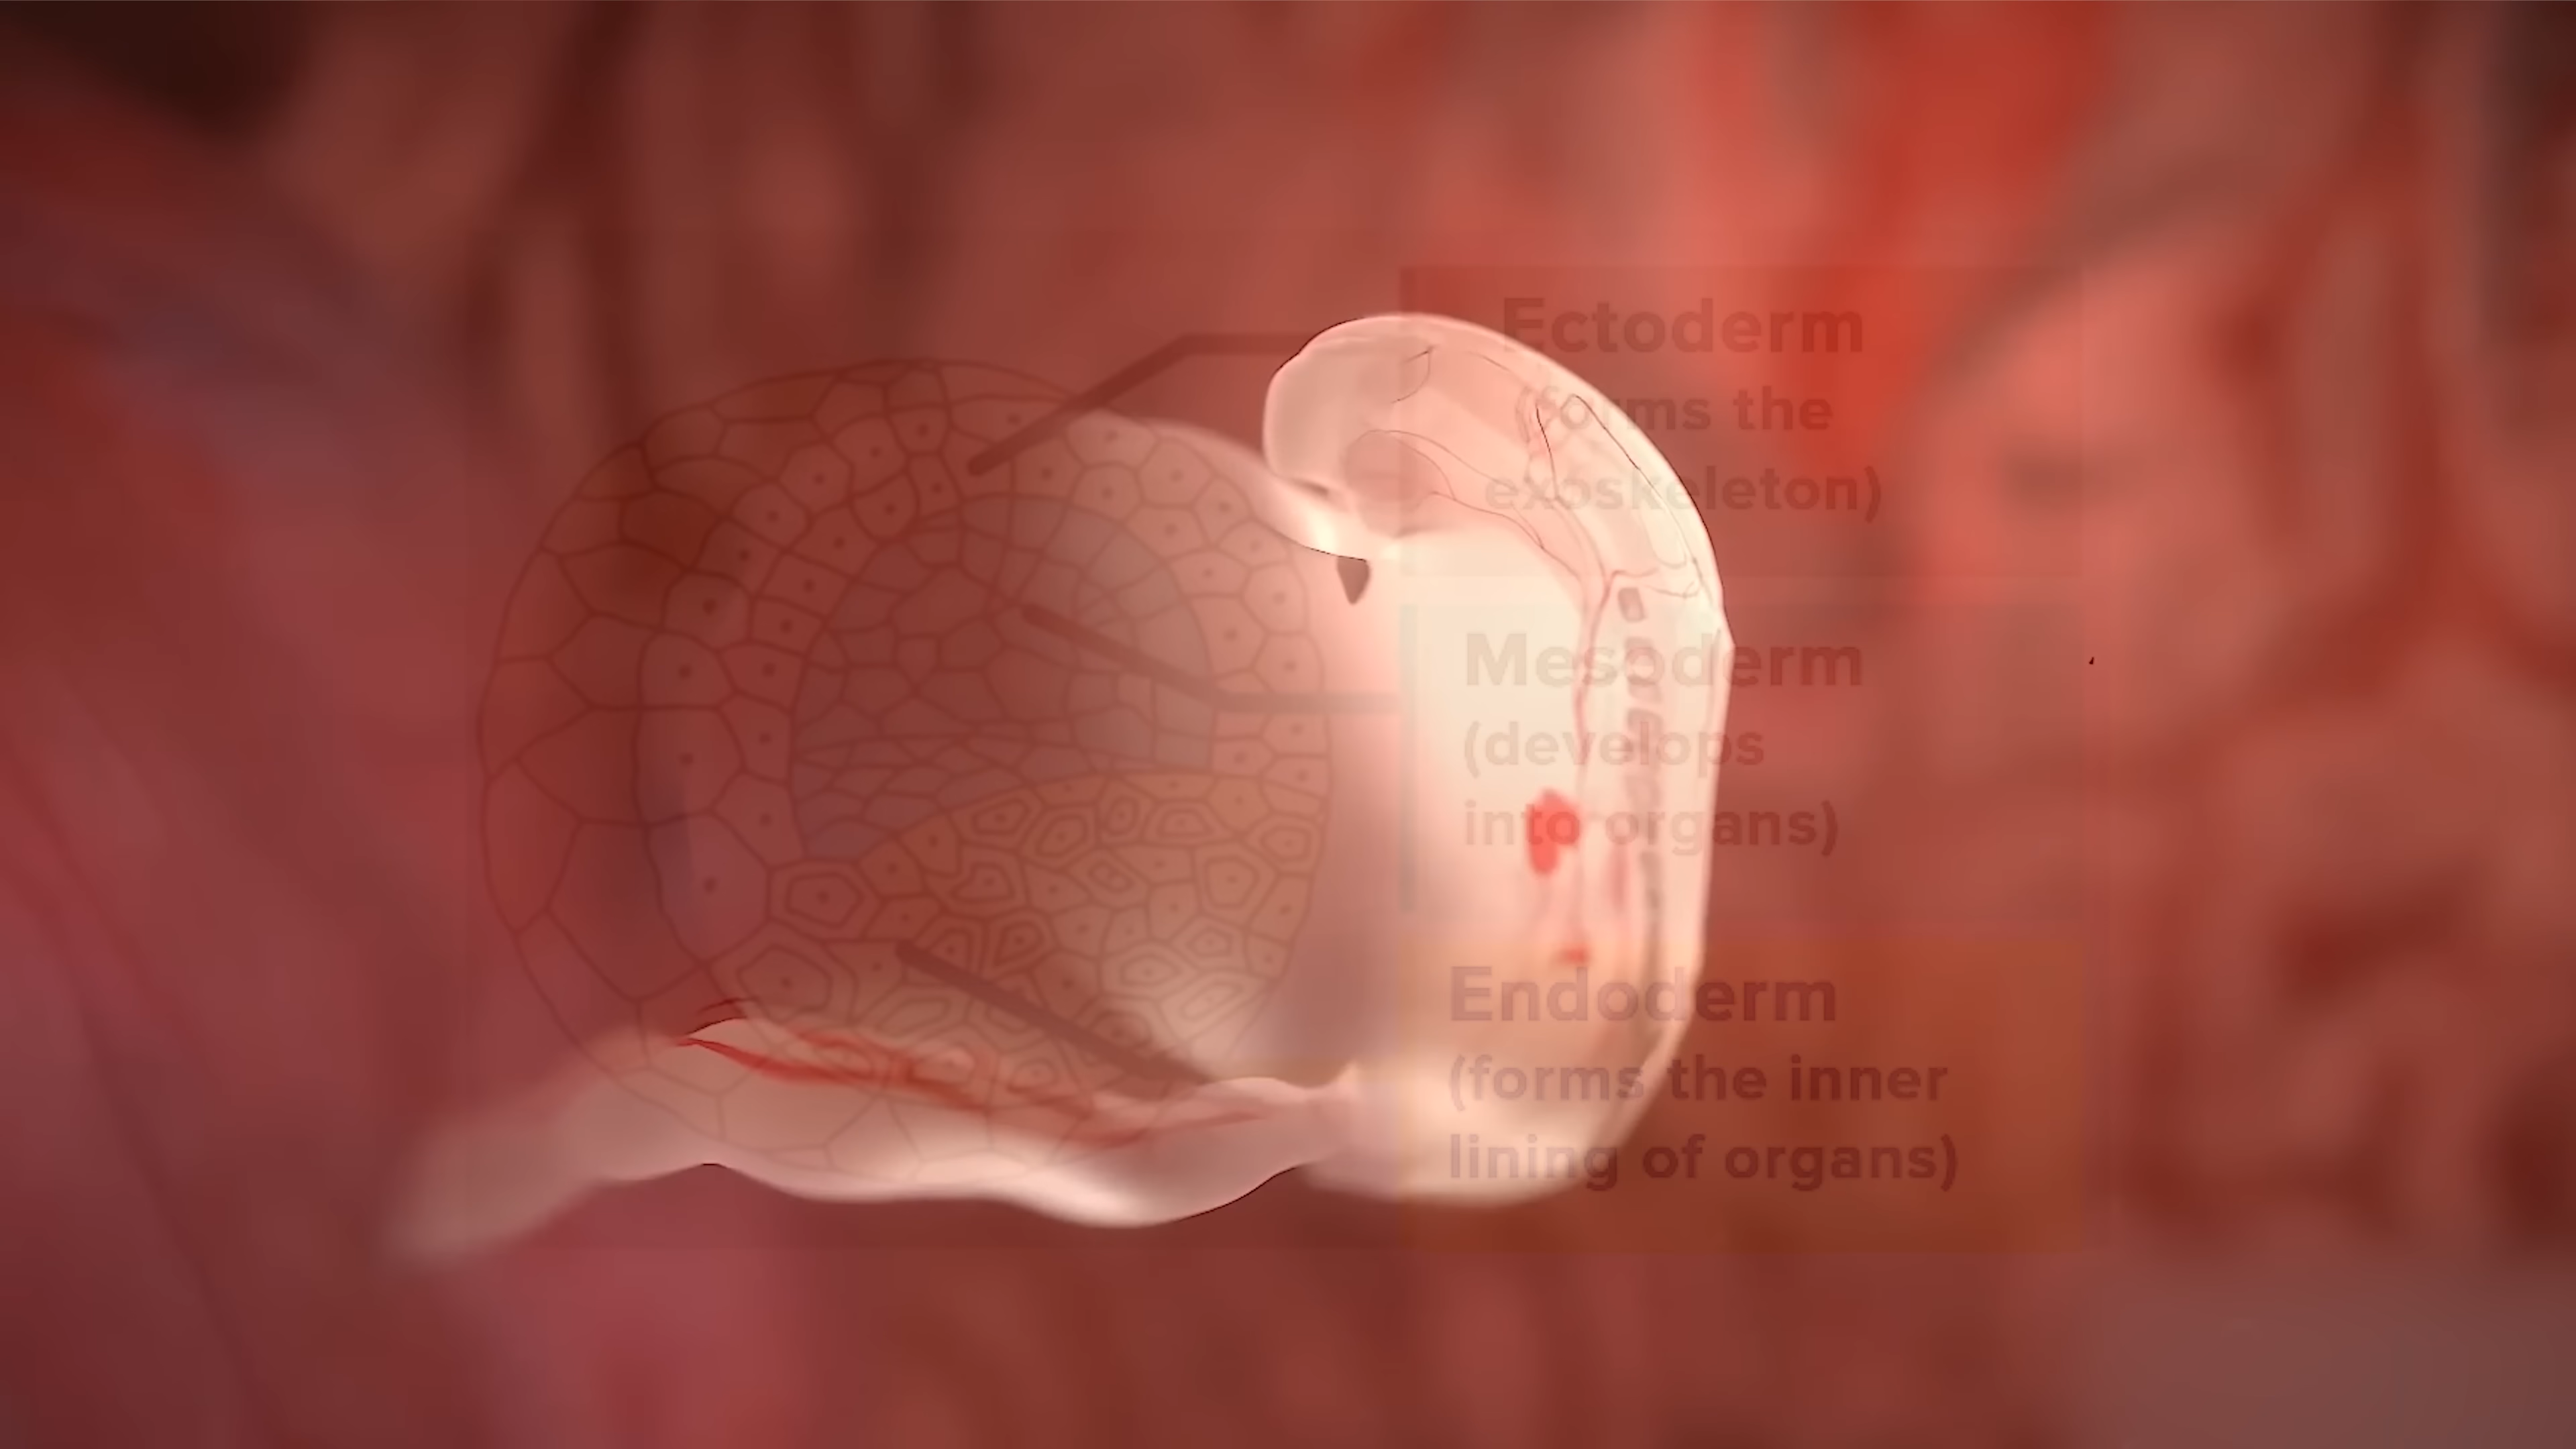 Ectoderm
(forms the
exoskeleton)
Mesoderm
(develops
into organs)
Endoderm
(forms the inner
lining of organs)